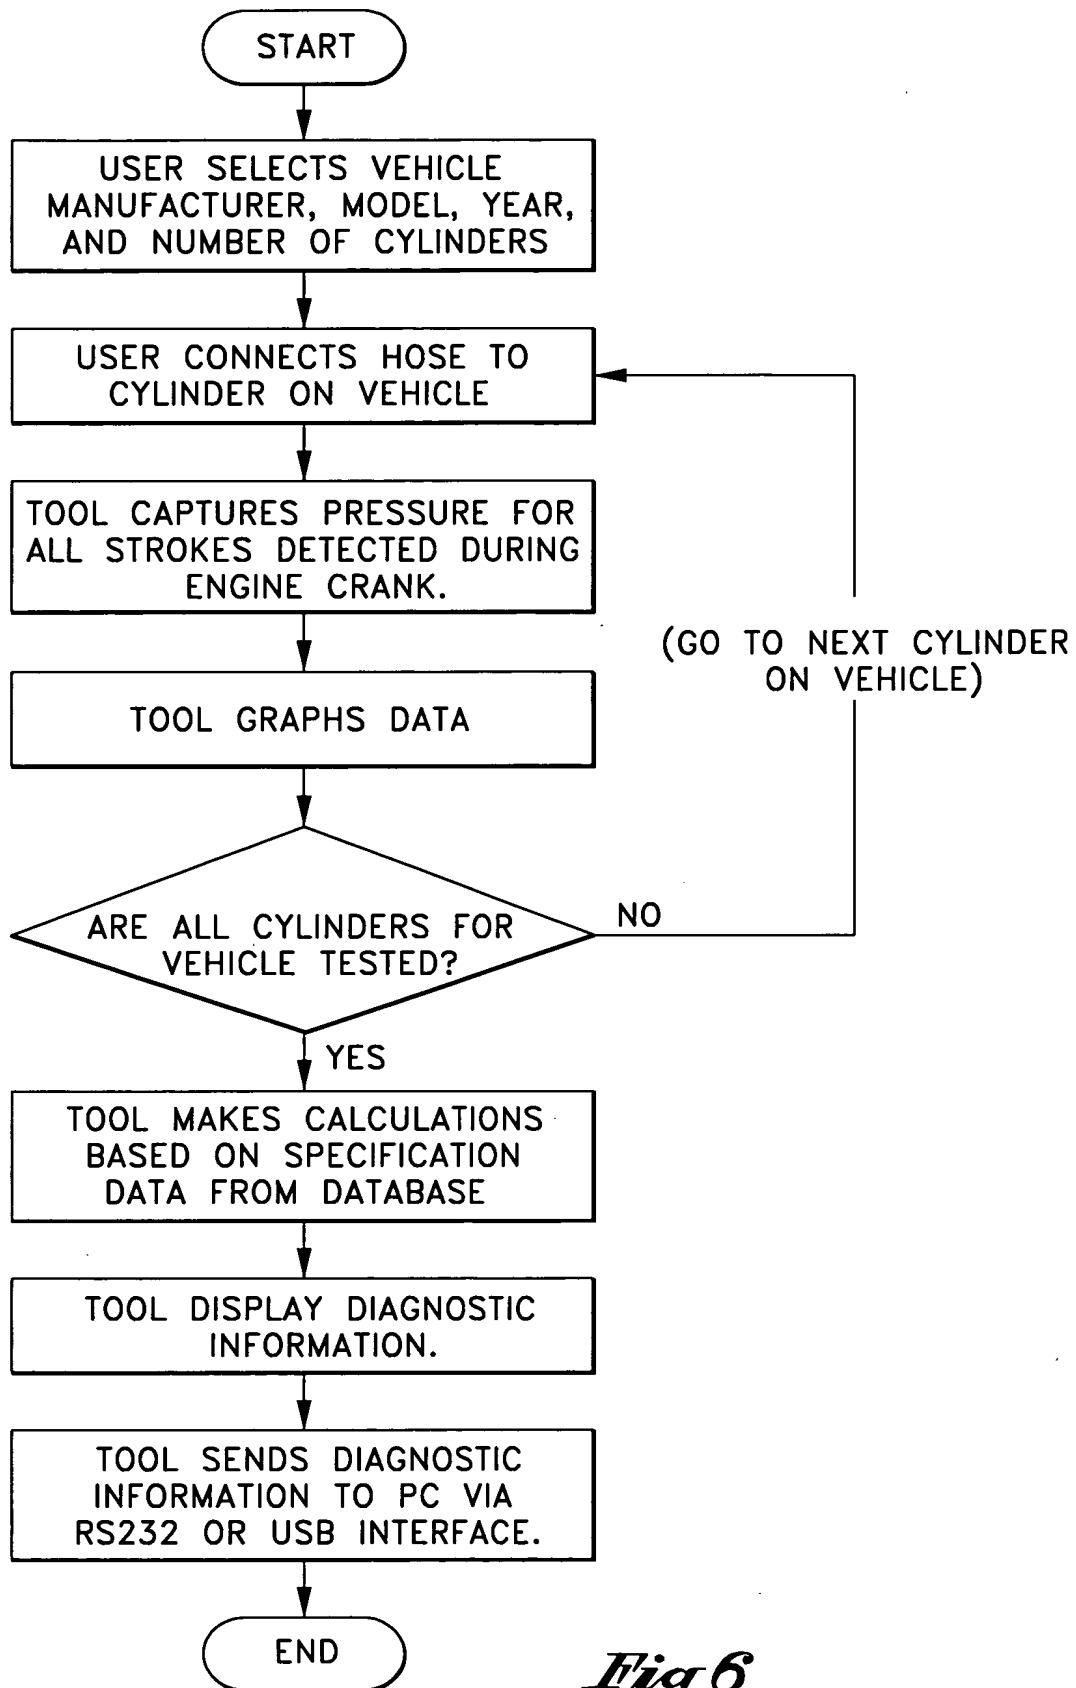 START
USER SELECTS VEHICLE
MANUFACTURER, MODEL, YEAR,
AND NUMBER OF CYLINDERS
USER CONNECTS HOSE TO
CYLINDER ON VEHICLE
TOOL CAPTURES PRESSURE FOR
ALL STROKES DETECTED DURING
ENGINE CRANK.
(GO TO NEXT CYLINDER
ON VEHICLE)
TOOL GRAPHS DATA
ARE ALL CYLINDERS FOR
VEHICLE TESTED?
NO
YES
TOOL MAKES CALCULATIONS
BASED ON SPECIFICATION
DATA FROM DATABASE
TOOL DISPLAY DIAGNOSTIC
INFORMATION.
TOOL SENDS DIAGNOSTIC
INFORMATION TO PC VIA
RS232 OR USB INTERFACE.
END
Fig 6